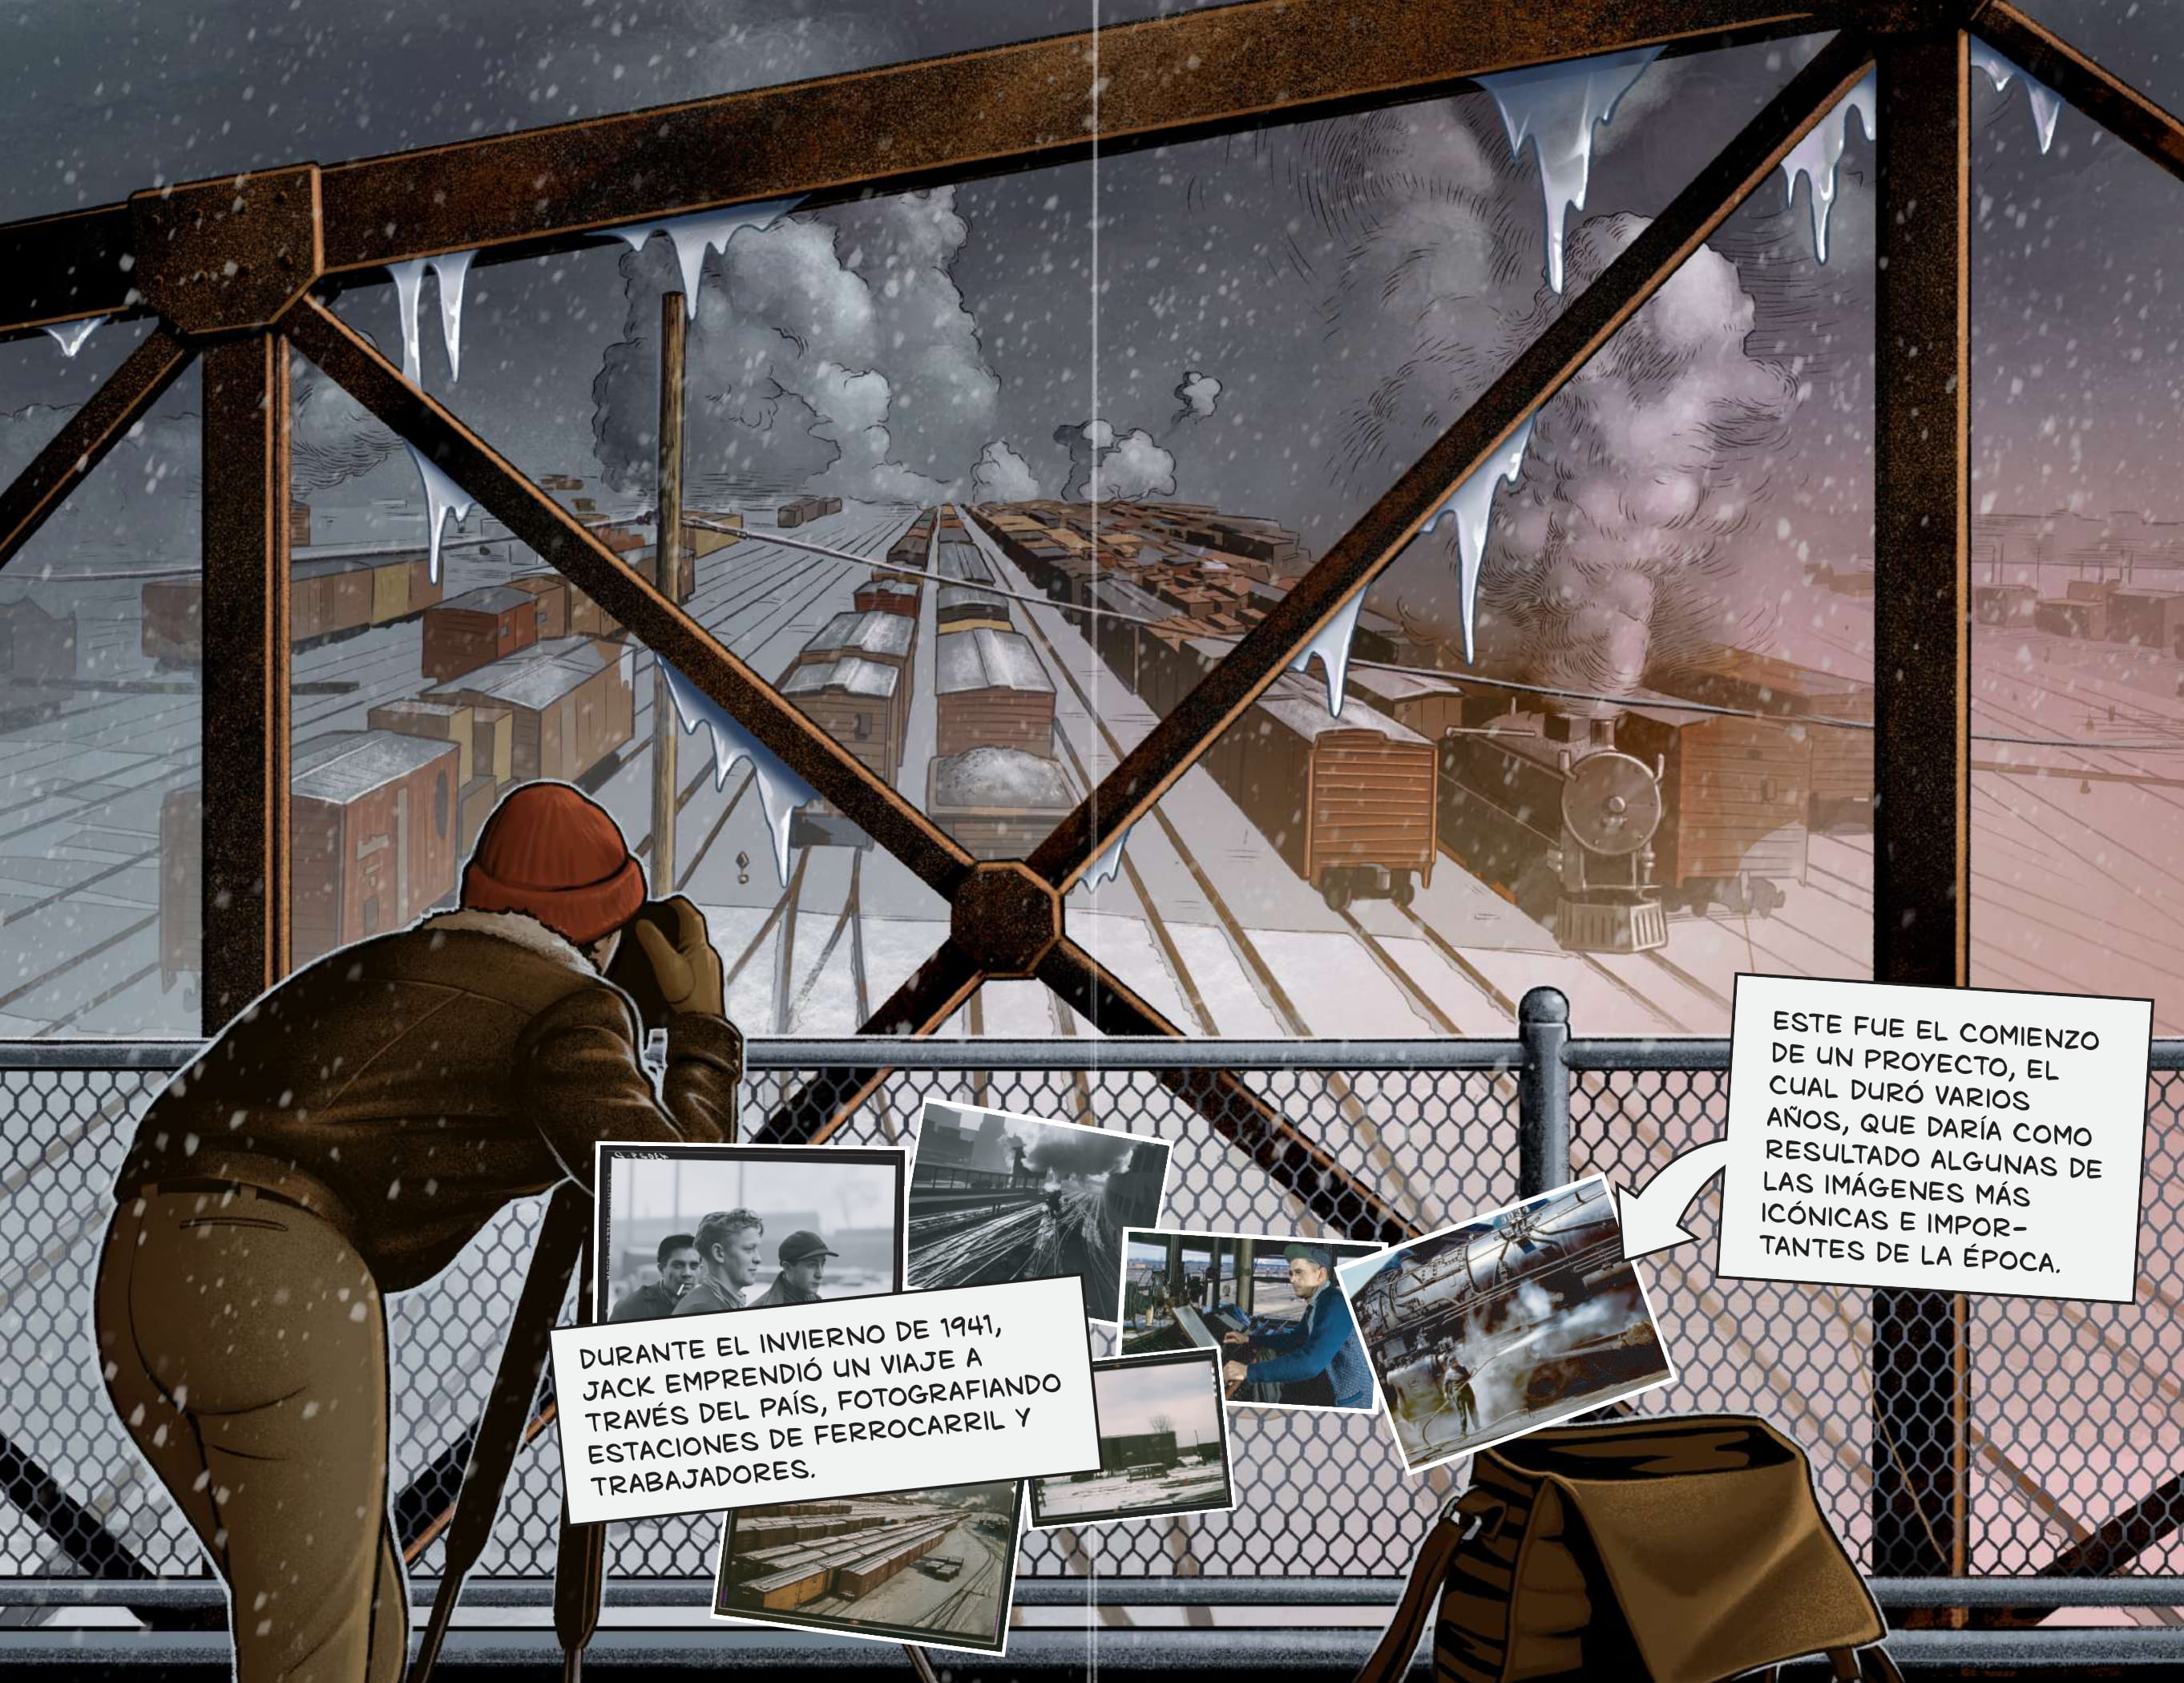 DURANTE EL INVIERNO DE 1941,
JACK EMPRENDIÓ UN VIAJE A
TRAVÉS DEL PAÍS, FOTOGRAFIANDO
ESTACIONES DE FERROCARRIL Y
TRABAJADORES.
ESTE FUE EL COMIENZO
DE UN PROYECTO, EL
CUAL DURÓ VARIOS
AÑOS, QUE DARÍA COMO
RESULTADO ALGUNAS DE
LAS IMÁGENES MÁS
ICÓNICAS E IMPOR-
TANTES DE LA ÉPOCA.